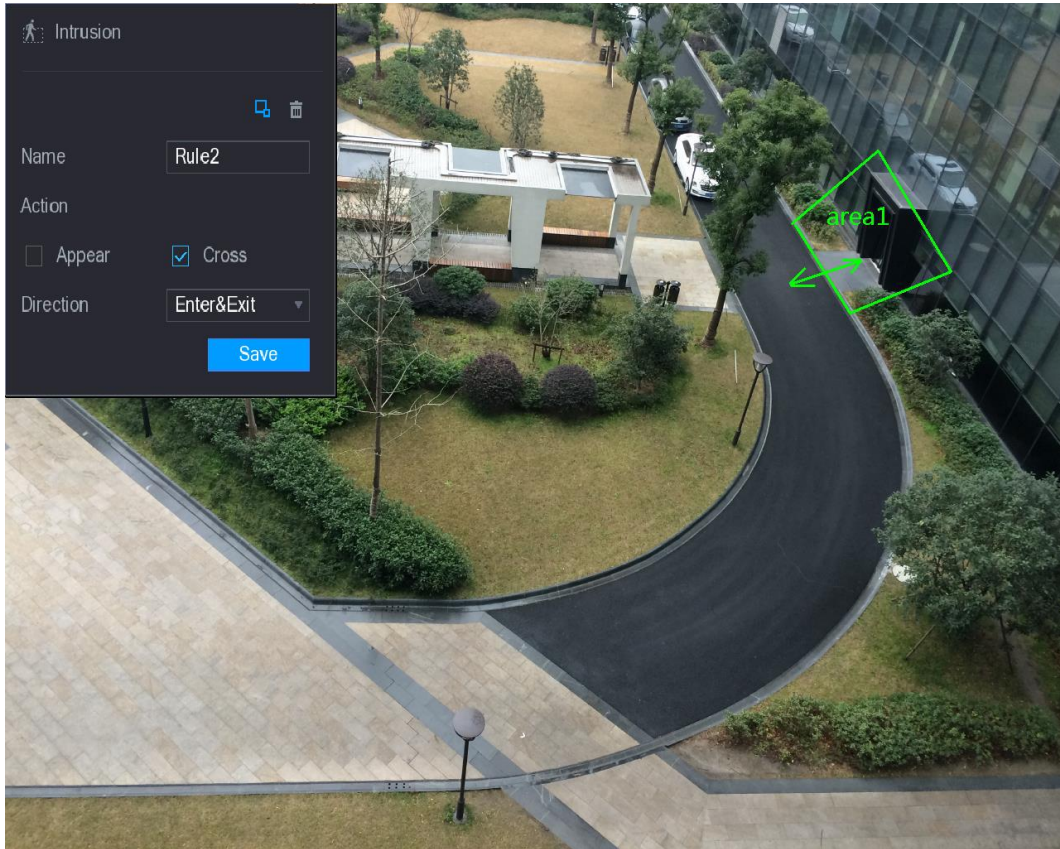 Intrusion
Name Rule2
Action
Appear Cross
Direction Enter&Exit
Save
area1